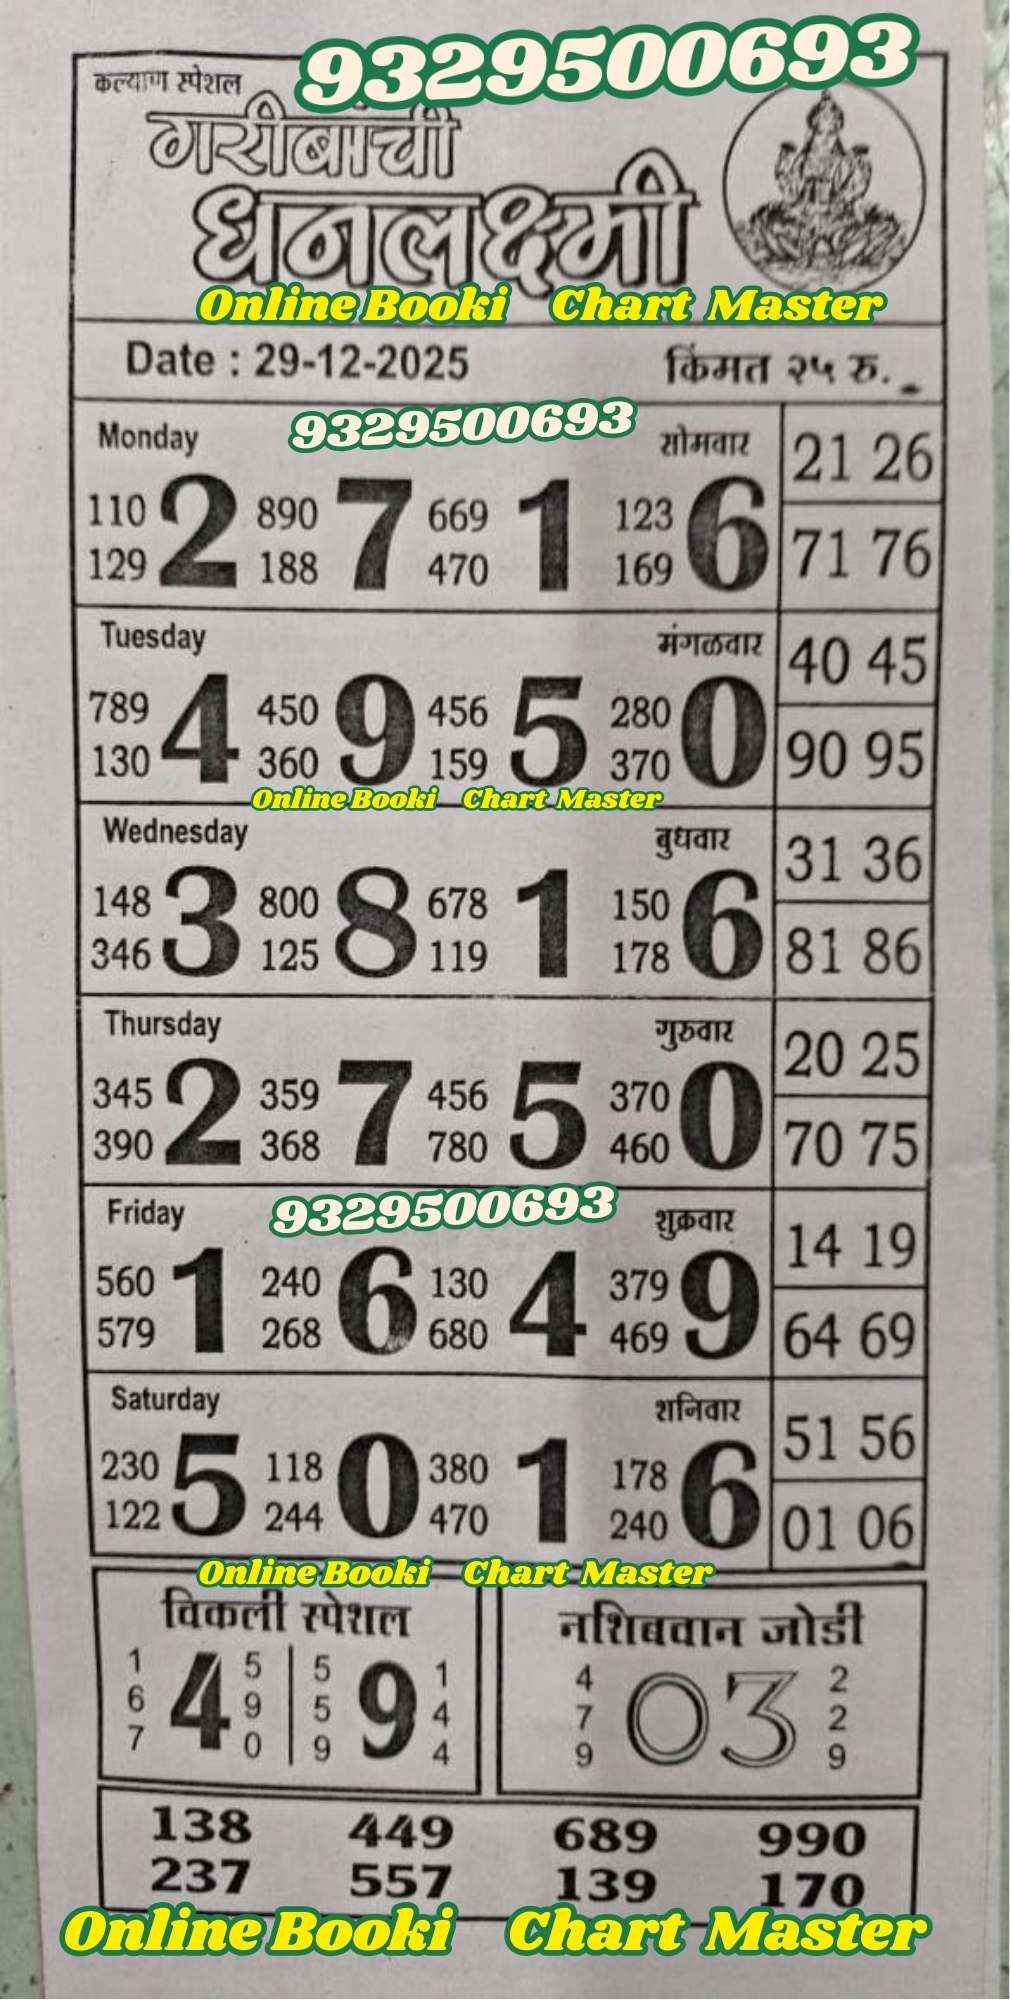 9329500693
कल्याण स्पेशल
गरीबांची
धनलक्ष्मी
Online Booki Chart Master
Date : 29-12-2025 किंमत २५ रु.
9329500693
Monday सोमवार
21 26
110 2 890 7 669 1 123 6
129 188 470 169
71 76
Tuesday मंगळवार
40 45
789 4 450 9 456 5 280 0
130 360 159 370
90 95
Online Booki Chart Master
Wednesday बुधवार
31 36
148 3 800 8 678 1 150 6
346 125 119 178
81 86
Thursday गुरुवार
20 25
345 2 359 7 456 5 370 0
390 368 780 460
70 75
Friday 9329500693 शुक्रवार
14 19
560 1 240 6 130 4 379 9
579 268 680 469
64 69
Saturday शनिवार
51 56
230 5 118 0 380 1 178 6
122 244 470 240
01 06
Online Booki Chart Master
विकली स्पेशल
1 5 5 1
6 4 9 5 9 4
7 0 9 4
नशिबवान जोडी
4 2
7 03 2
9 9
138 449 689 990
237 557 139 170
Online Booki Chart Master